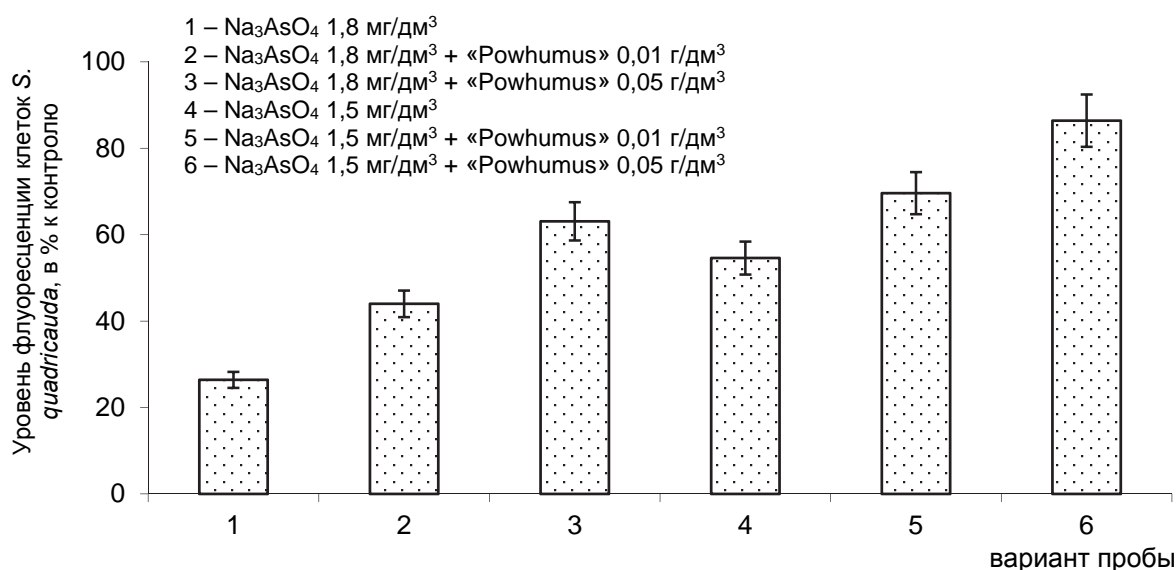 1 – Na₃AsO₄ 1,8 мг/дм³
2 – Na₃AsO₄ 1,8 мг/дм³ + «Powhumus» 0,01 г/дм³
3 – Na₃AsO₄ 1,8 мг/дм³ + «Powhumus» 0,05 г/дм³
4 – Na₃AsO₄ 1,5 мг/дм³
5 – Na₃AsO₄ 1,5 мг/дм³ + «Powhumus» 0,01 г/дм³
6 – Na₃AsO₄ 1,5 мг/дм³ + «Powhumus» 0,05 г/дм³
Уровень флуоресценции клеток S.
quadricauda, в % к контролю
100
80
60
40
20
0
1 2 3 4 5 6
вариант пробы